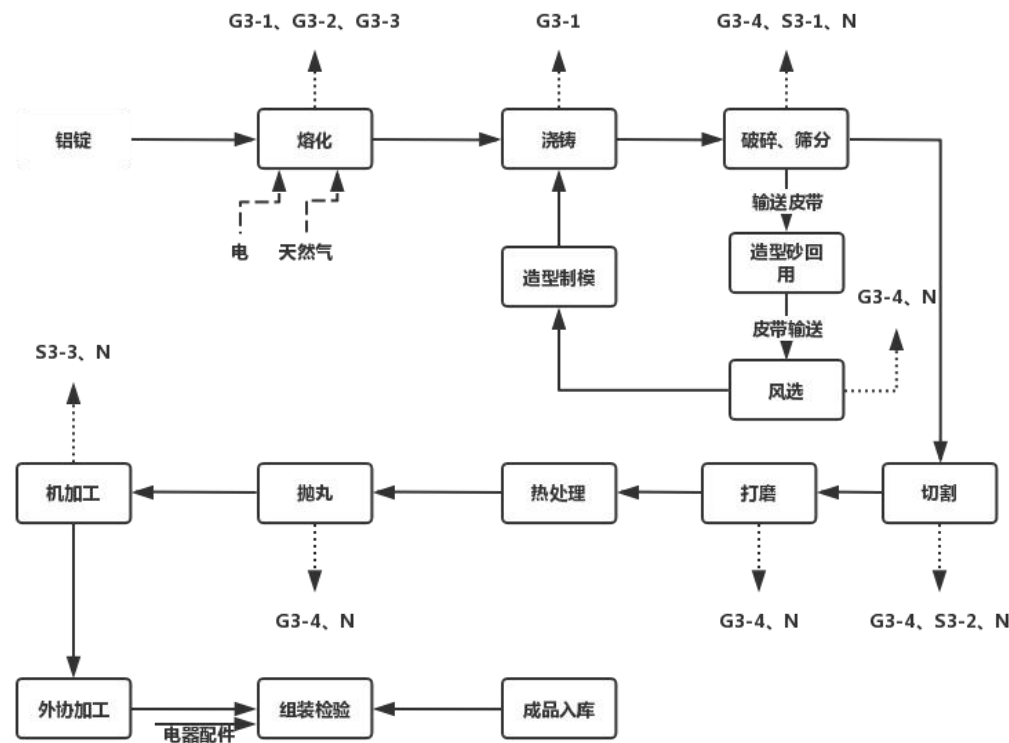 G3-1、G3-2、G3-3
G3-1
G3-4、S3-1、N
铝锭
熔化
浇铸
破碎、筛分
输送皮带
电
天然气
造型制模
造型砂回
用
G3-4、N
皮带输送
S3-3、N
风选
机加工
抛丸
热处理
打磨
切割
G3-4、N
G3-4、N
G3-4、S3-2、N
外协加工
组装检验
成品入库
电器配件